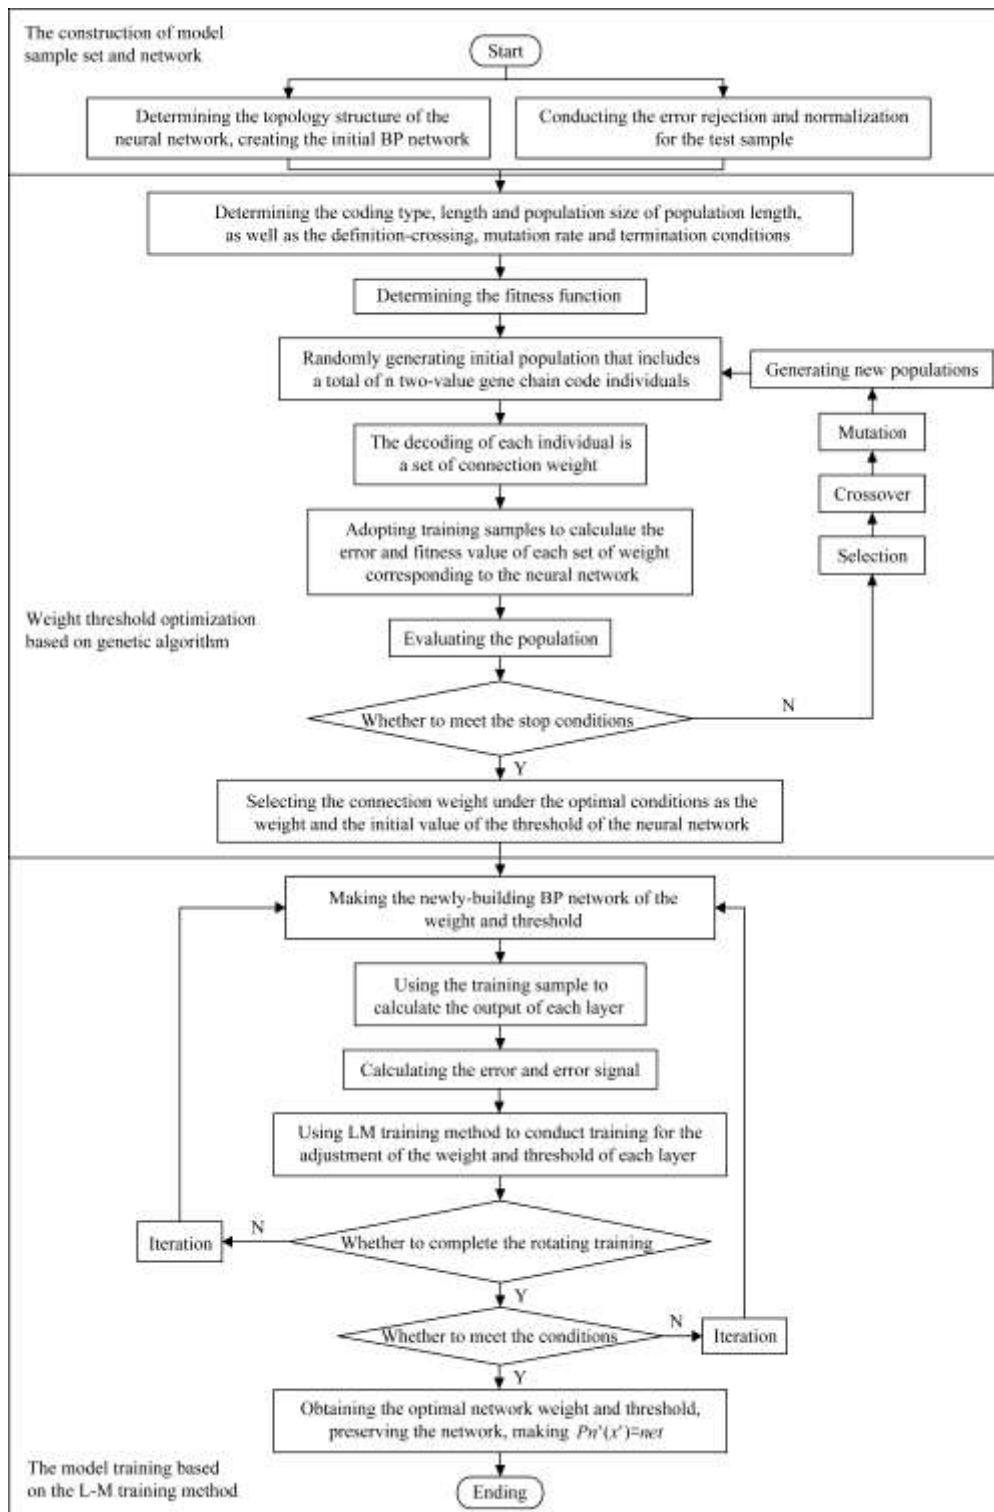 The construction of model
sample set and network
Start
Determining the topology structure of the
neural network, creating the initial BP network
Conducting the error rejection and normalization
for the test sample
Determining the coding type, length and population size of population length,
as well as the definition-crossing, mutation rate and termination conditions
Determining the fitness function
Randomly generating initial population that includes
a total of n two-value gene chain code individuals
Generating new populations
Mutation
The decoding of each individual is
a set of connection weight
Crossover
Adopting training samples to calculate the
error and fitness value of each set of weight
corresponding to the neural network
Selection
Weight threshold optimization
based on genetic algorithm
Evaluating the population
Whether to meet the stop conditions
N
Y
Selecting the connection weight under the optimal conditions as the
weight and the initial value of the threshold of the neural network
Making the newly-building BP network of the
weight and threshold
Using the training sample to
calculate the output of each layer
Calculating the error and error signal
Using LM training method to conduct training for the
adjustment of the weight and threshold of each layer
Iteration
N
Whether to complete the rotating training
Y
Whether to meet the conditions
N
Iteration
Y
Obtaining the optimal network weight and threshold,
preserving the network, making Pn'(x')=net
The model training based
on the L-M training method
Ending